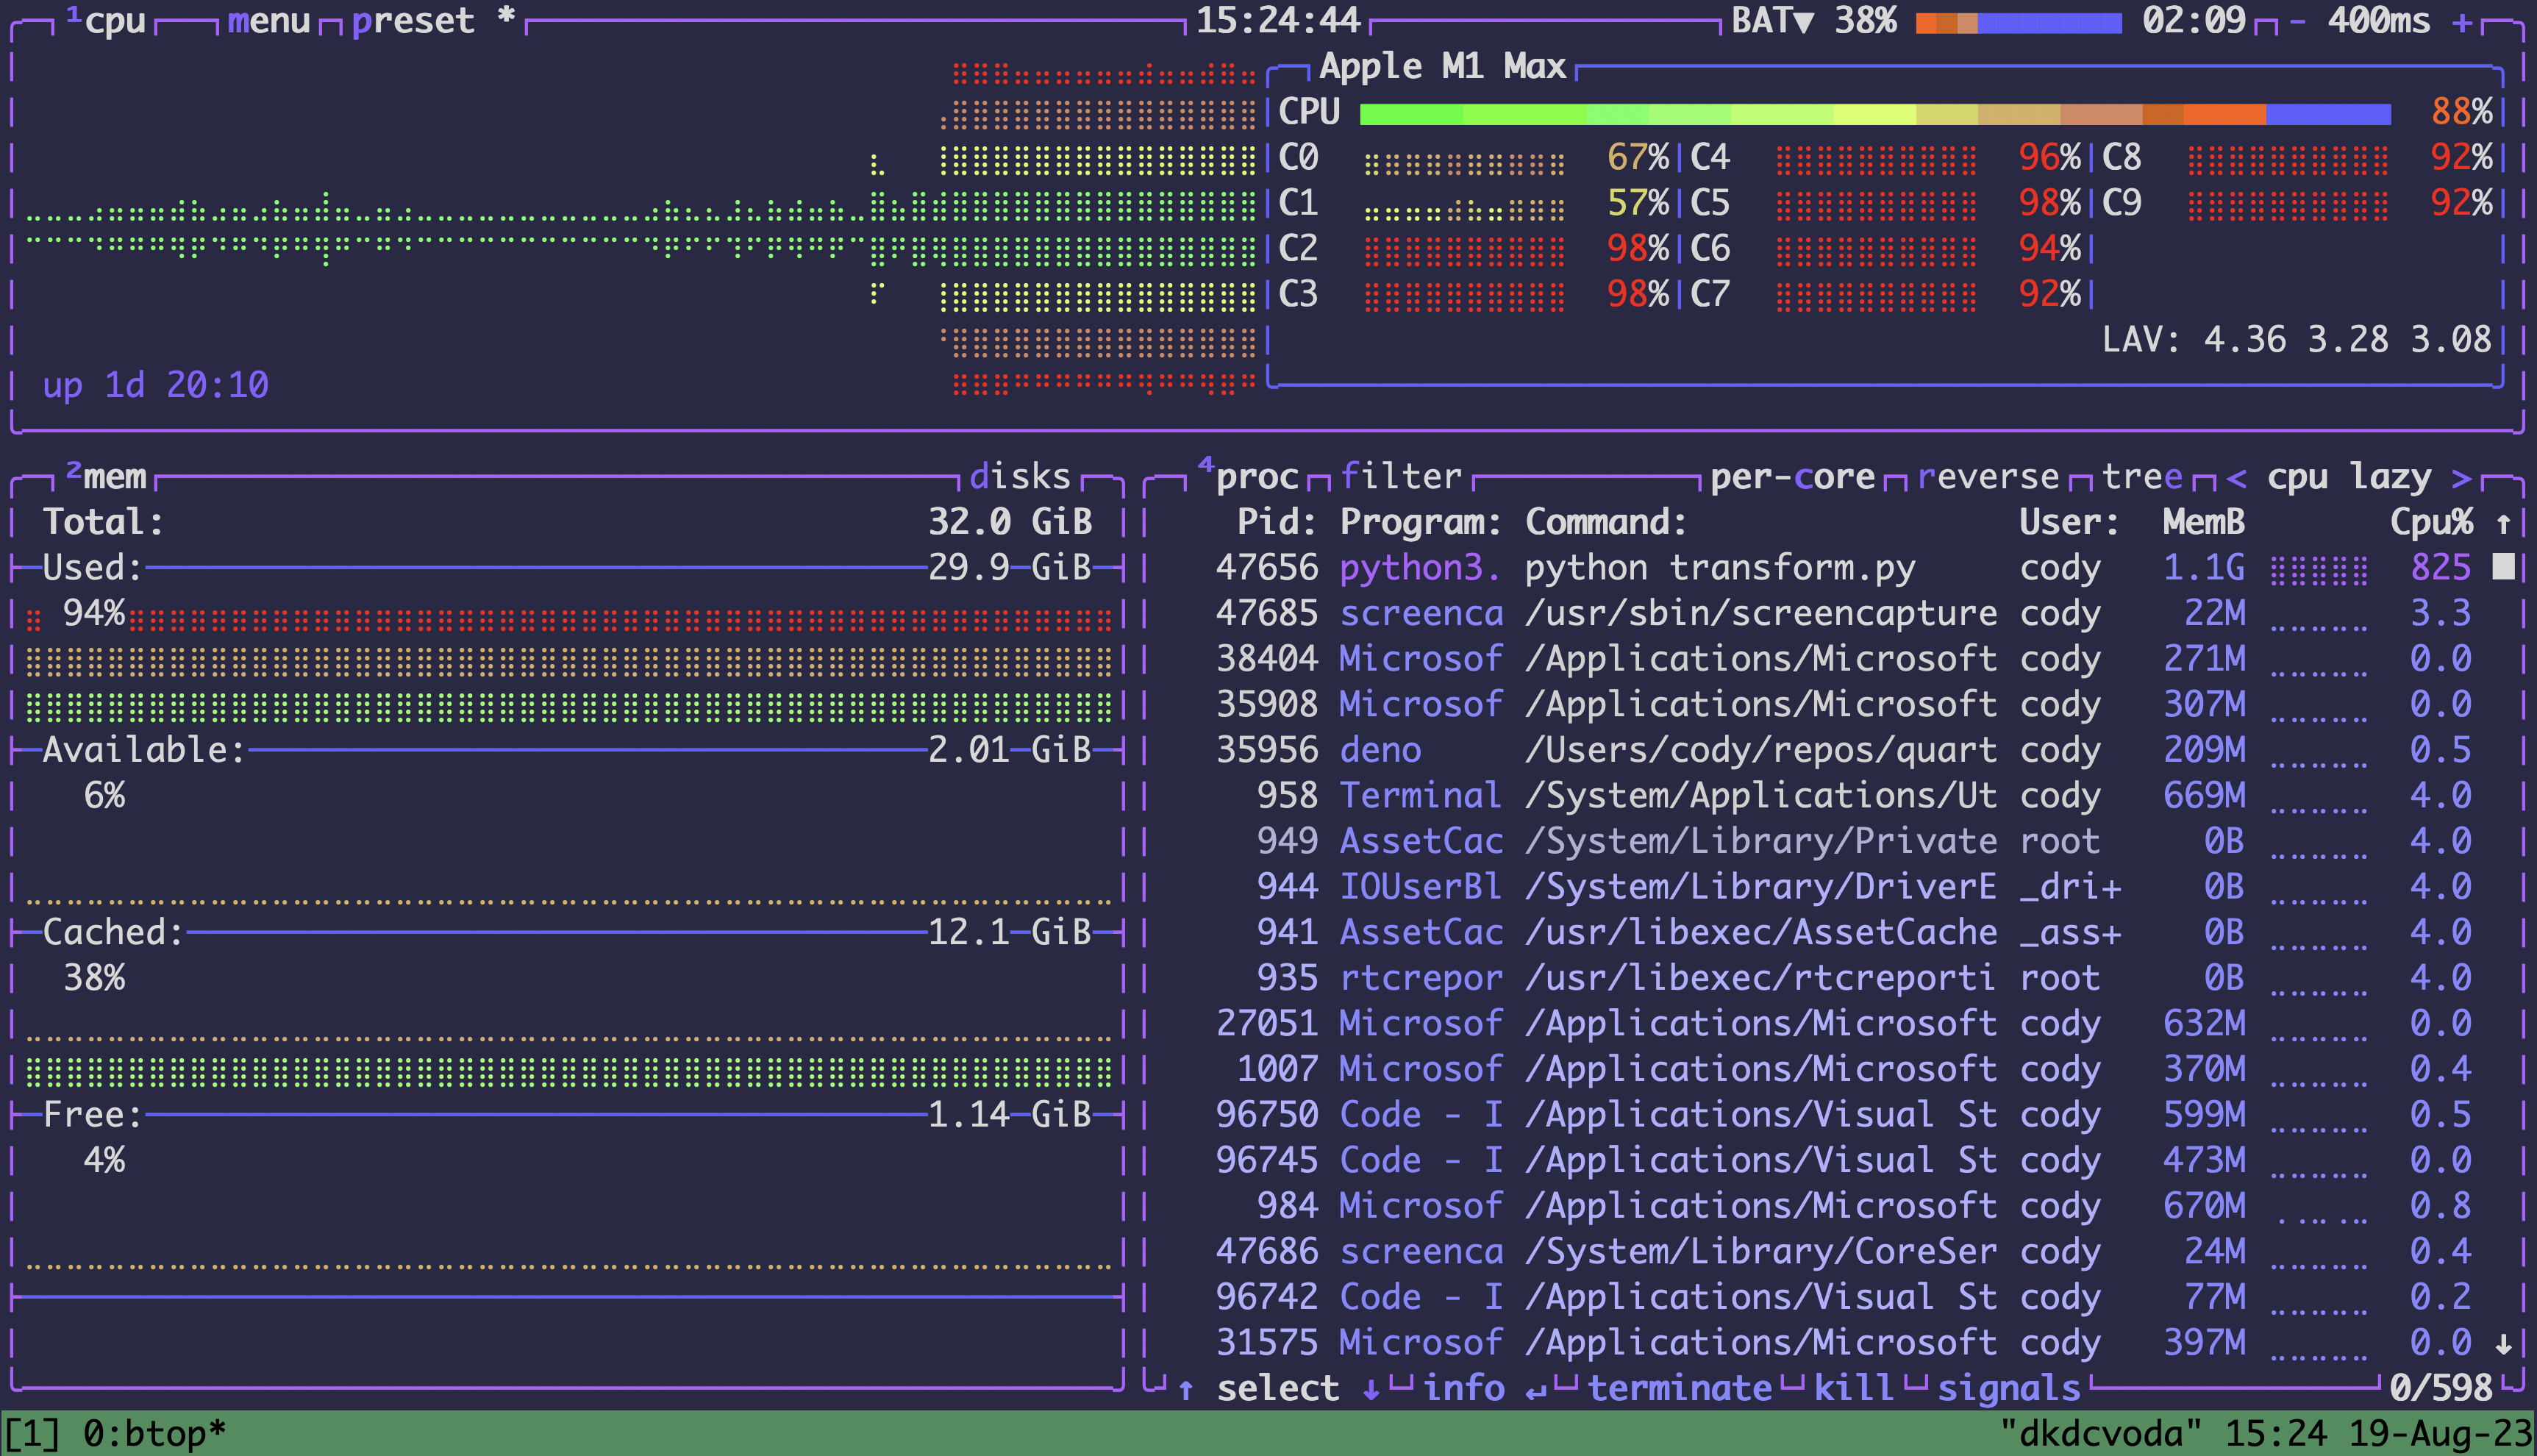 ¹cpu menu preset * 15:24:44 BAT▼ 38% 02:09 - 400ms +
Apple M1 Max
CPU 88%
C0 67% C4 96% C8 92%
C1 57% C5 98% C9 92%
C2 98% C6 94%
C3 98% C7 92%
LAV: 4.36 3.28 3.08
up 1d 20:10
²mem disks
Total: 32.0 GiB
Used: 29.9 GiB
94%
Available: 2.01 GiB
6%
Cached: 12.1 GiB
38%
Free: 1.14 GiB
4%
⁴proc filter per-core reverse tree < cpu lazy >
Pid: Program: Command: User: MemB Cpu% ↑
47656 python3. python transform.py cody 1.1G 825
47685 screenca /usr/sbin/screencapture cody 22M 3.3
38404 Microsof /Applications/Microsoft cody 271M 0.0
35908 Microsof /Applications/Microsoft cody 307M 0.0
35956 deno /Users/cody/repos/quart cody 209M 0.5
958 Terminal /System/Applications/Ut cody 669M 4.0
949 AssetCac /System/Library/Private root 0B 4.0
944 IOUserBl /System/Library/DriverE _dri+ 0B 4.0
941 AssetCac /usr/libexec/AssetCache _ass+ 0B 4.0
935 rtcrepor /usr/libexec/rtcreporti root 0B 4.0
27051 Microsof /Applications/Microsoft cody 632M 0.0
1007 Microsof /Applications/Microsoft cody 370M 0.4
96750 Code - I /Applications/Visual St cody 599M 0.5
96745 Code - I /Applications/Visual St cody 473M 0.0
984 Microsof /Applications/Microsoft cody 670M 0.8
47686 screenca /System/Library/CoreSer cody 24M 0.4
96742 Code - I /Applications/Visual St cody 77M 0.2
31575 Microsof /Applications/Microsoft cody 397M 0.0 ↓
↑ select ↓ info ↵ terminate kill signals 0/598
[1] 0:btop* "dkdcvoda" 15:24 19-Aug-23